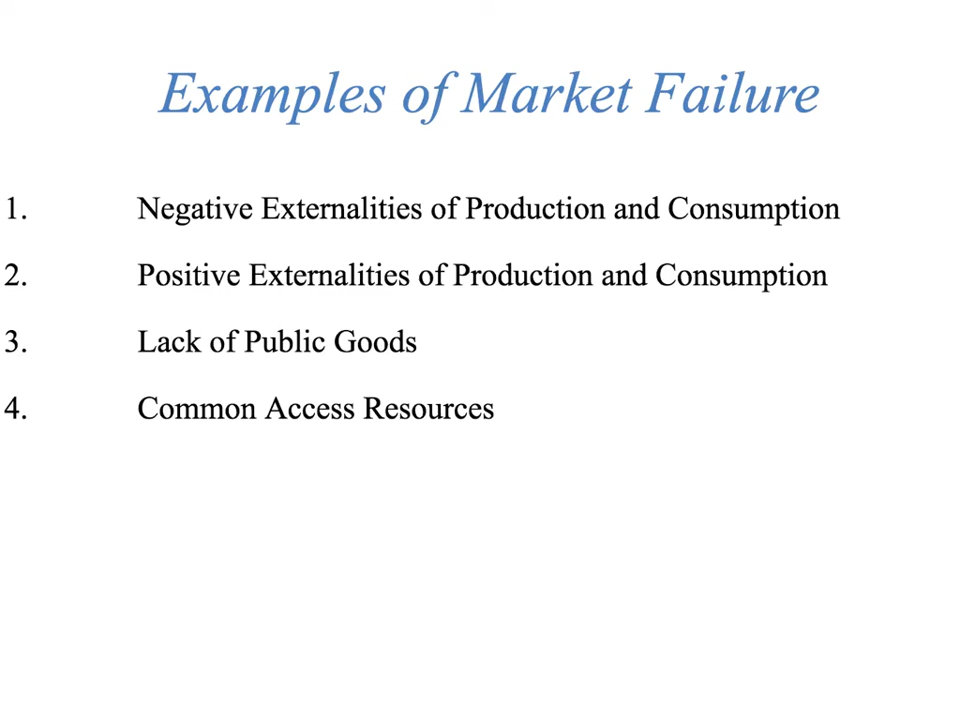 Examples of Market Failure
1. Negative Externalities of Production and Consumption
2. Positive Externalities of Production and Consumption
3. Lack of Public Goods
4. Common Access Resources